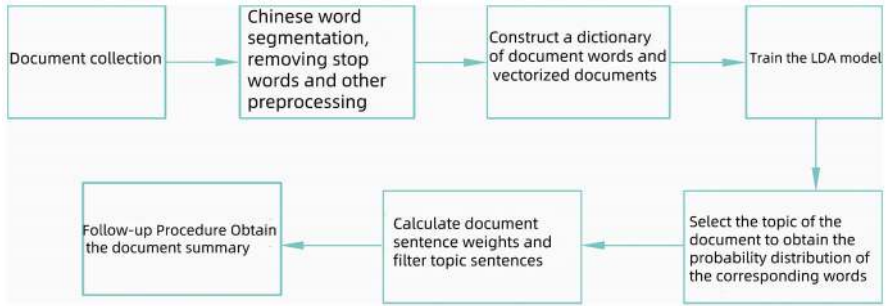 Document collection
Chinese word
segmentation,
removing stop
words and other
preprocessing
Construct a dictionary
of document words and
vectorized documents
Train the LDA model
Select the topic of the
document to obtain the
probability distribution of
the corresponding words
Calculate document
sentence weights and
filter topic sentences
Follow-up Procedure Obtain
the document summary